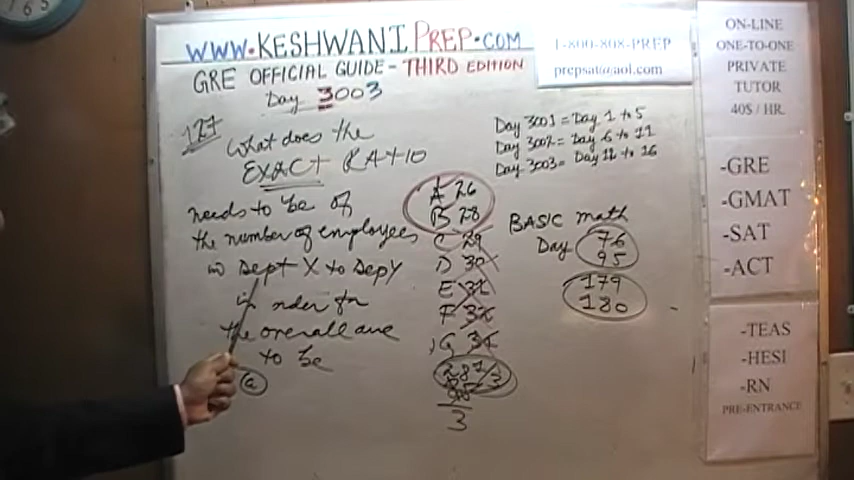 WWW.KESHWANIPREP.COM
GRE OFFICIAL GUIDE - THIRD EDITION
Day 3003
1-800-808-PREP
prepsat@aol.com
127
What does the
EXACT RATIO
needs to be of
the number of employees
in Dept X to Dep Y
in order for
the overall ave
to be
A 26
B 28
C 29
D 30
E 31
F 32
G 34
28 1/3
3
Day 3001 = Day 1 to 5
Day 3002 = Day 6 to 11
Day 3003 = Day 12 to 16
BASIC math
Day 76
95
179
180
ON-LINE
ONE-TO-ONE
PRIVATE
TUTOR
40$ / HR.
-GRE
-GMAT
-SAT
-ACT
-TEAS
-HESI
-RN
PRE-ENTRANCE